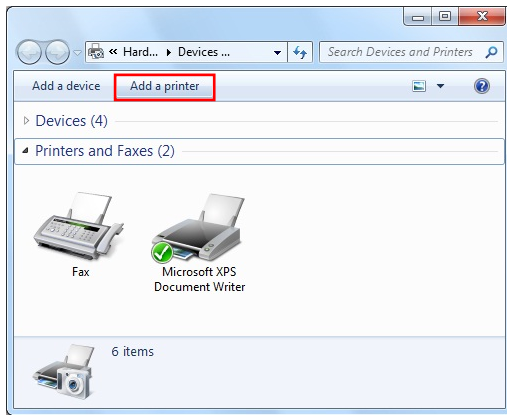 « Hard... Devices ...
Search Devices and Printers
Add a device Add a printer
Devices (4)
Printers and Faxes (2)
Fax
Microsoft XPS
Document Writer
6 items